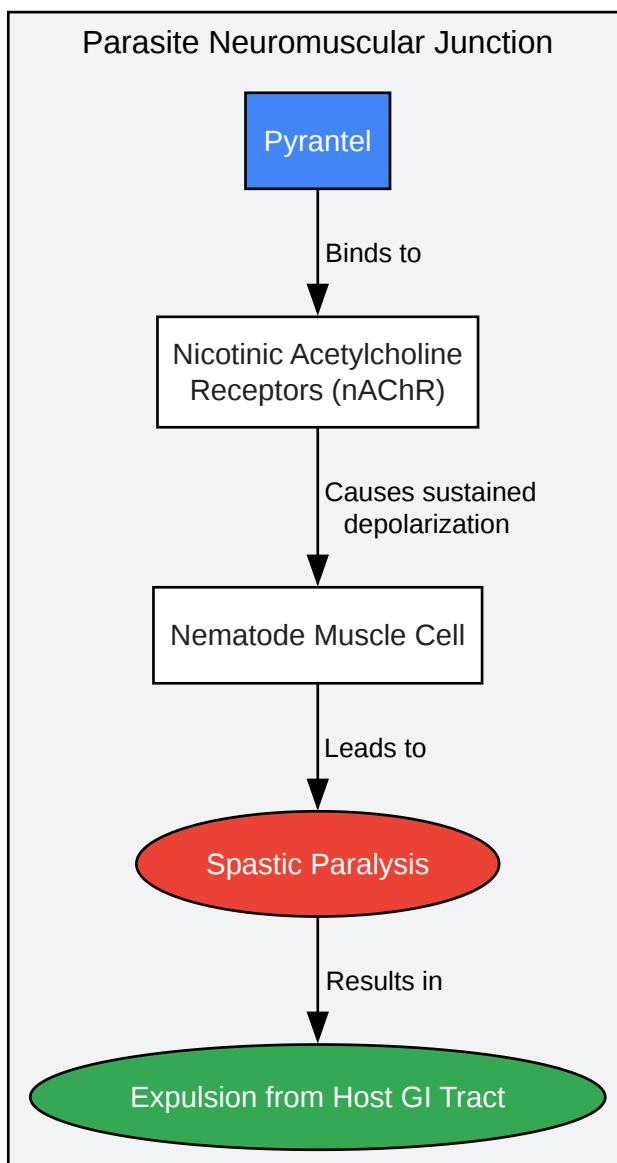 Parasite Neuromuscular Junction
Pyrantel
Binds to
Nicotinic Acetylcholine
Receptors (nAChR)
Causes sustained
depolarization
Nematode Muscle Cell
Leads to
Spastic Paralysis
Results in
Expulsion from Host GI Tract